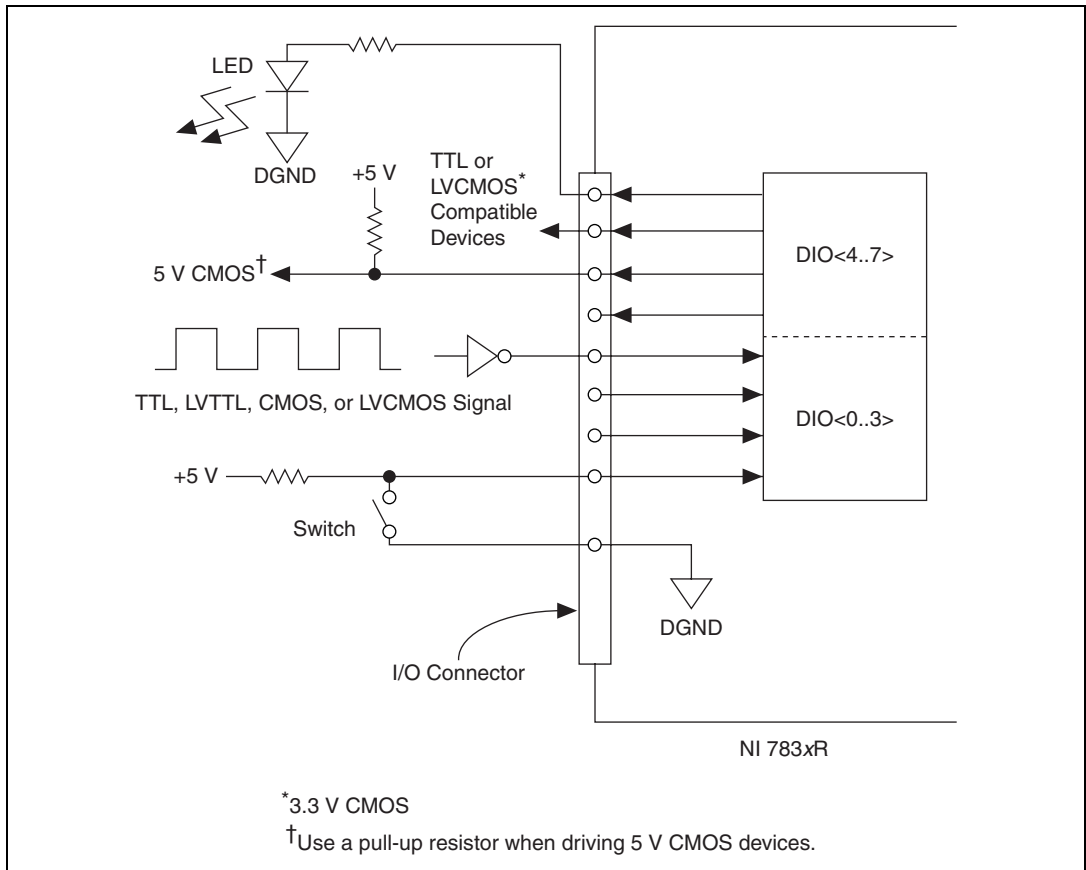 LED
DGND
+5 V
TTL or
LVCMOS*
Compatible
Devices
5 V CMOS†
DIO<4..7>
TTL, LVTTL, CMOS, or LVCMOS Signal
DIO<0..3>
+5 V
Switch
DGND
I/O Connector
NI 783xR
*3.3 V CMOS
†Use a pull-up resistor when driving 5 V CMOS devices.